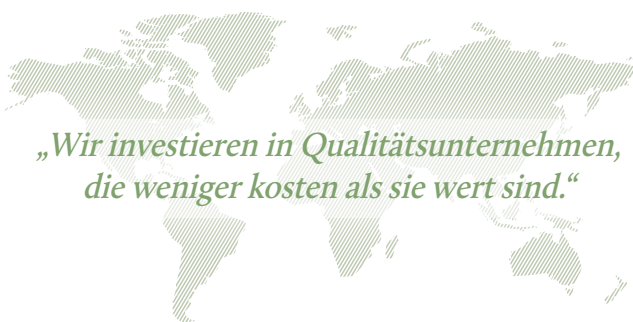 „Wir investieren in Qualitätsunternehmen,
die weniger kosten als sie wert sind.“